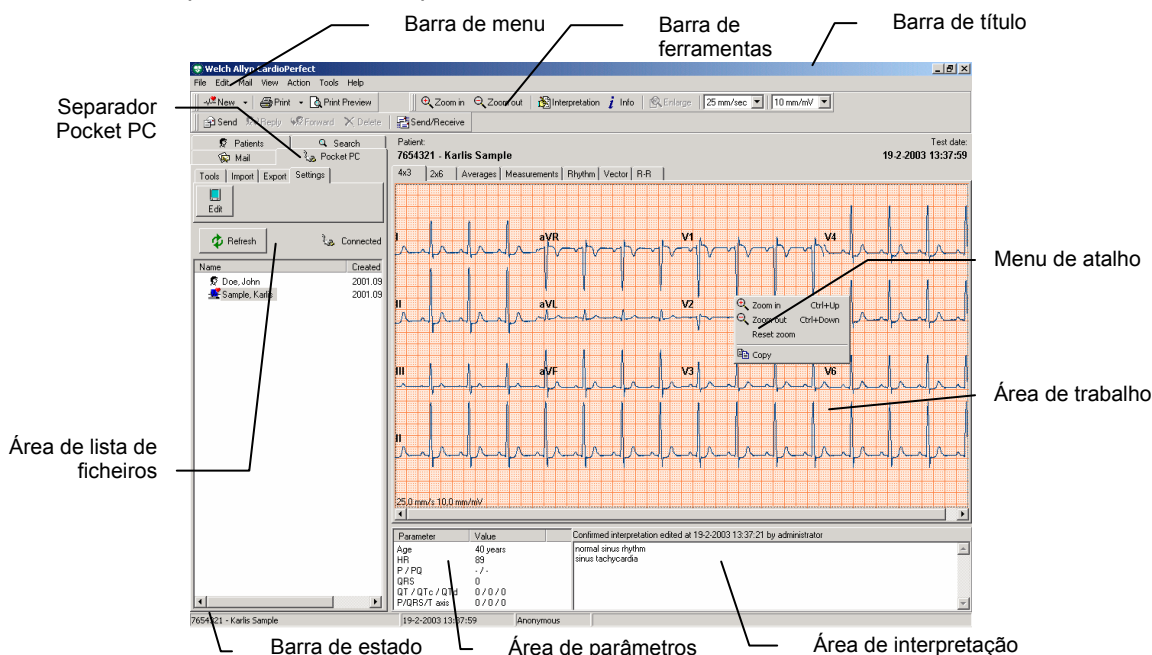 Barra de menu
Barra de
ferramentas
Barra de título
Separador
Pocket PC
Menu de atalho
Área de trabalho
Área de lista de
ficheiros
Barra de estado
Área de parâmetros
Área de interpretação
Welch Allyn CardioPerfect
File Edit Mail View Action Tools Help
New Print Print Preview Zoom in Zoom out Interpretation Info Enlarge 25 mm/sec 10 mm/mV
Send Reply Forward Delete Send/Receive
Patients Search
Mail Pocket PC
Tools Import Export Settings
Edit
Refresh Connected
Name Created
Doe, John 2001.09
Sample, Karlis 2001.09
Patient: Test date:
7654321 - Karlis Sample 19-2-2003 13:37:59
4x3 2x6 Averages Measurements Rhythm Vector R-R
I aVR V1 V4
II aVL V2
III aVF V3 V6
II
Zoom in Ctrl+Up
Zoom out Ctrl+Down
Reset zoom
Copy
25,0 mm/s 10,0 mm/mV
Parameter Value
Age 40 years
HR 89
P / PQ - / -
QRS 0
QT / QTc / QTd 0 / 0 / 0
P/QRS/T axis 0 / 0 / 0
Confirmed interpretation edited at 19-2-2003 13:37:21 by administrator
normal sinus rhythm
sinus tachycardia
7654321 - Karlis Sample 19-2-2003 13:37:59 Anonymous